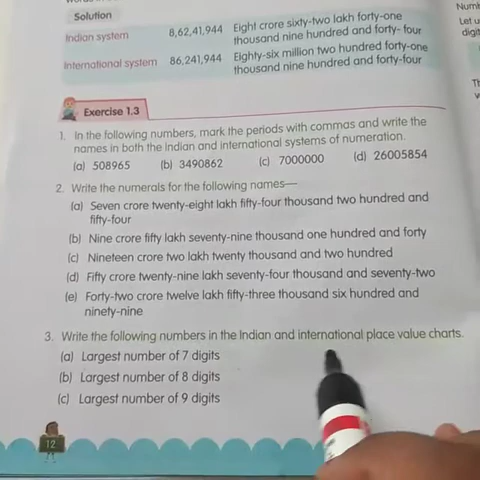 Solution
Indian system 8,62,41,944 Eight crore sixty-two lakh forty-one
thousand nine hundred and forty- four
International system 86,241,944 Eighty-six million two hundred forty-one
thousand nine hundred and forty-four
Let u
digit
Exercise 1.3
1. In the following numbers, mark the periods with commas and write the
names in both the Indian and international systems of numeration.
(a) 508965 (b) 3490862 (c) 7000000 (d) 26005854
2. Write the numerals for the following names—
(a) Seven crore twenty-eight lakh fifty-four thousand two hundred and
fifty-four
(b) Nine crore fifty lakh seventy-nine thousand one hundred and forty
(c) Nineteen crore two lakh twenty thousand and two hundred
(d) Fifty crore twenty-nine lakh seventy-four thousand and seventy-two
(e) Forty-two crore twelve lakh fifty-three thousand six hundred and
ninety-nine
3. Write the following numbers in the Indian and international place value charts.
(a) Largest number of 7 digits
(b) Largest number of 8 digits
(c) Largest number of 9 digits
12